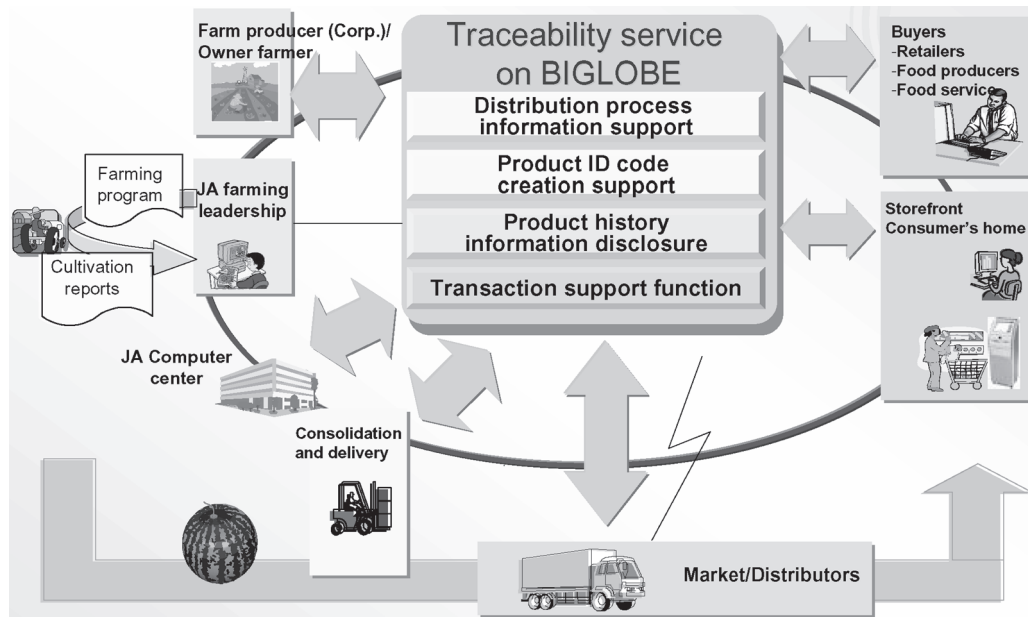 Farm producer (Corp.)/
Owner farmer
Traceability service
on BIGLOBE
Distribution process
information support
Product ID code
creation support
Product history
information disclosure
Transaction support function
Buyers
-Retailers
-Food producers
-Food service
Farming
program
JA farming
leadership
Cultivation
reports
Storefront
Consumer's home
JA Computer
center
Consolidation
and delivery
Market/Distributors